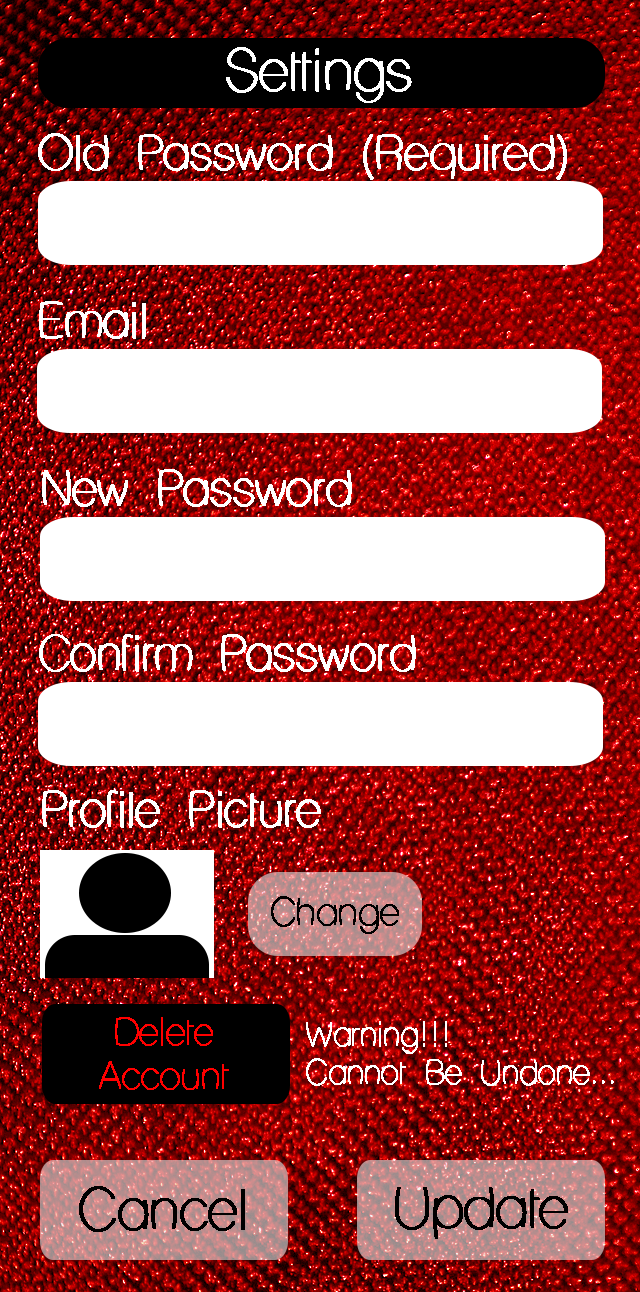 Settings
Old Password (Required)
Email
New Password
Confirm Password
Profile Picture
Change
Delete
Account
Warning!!!
Cannot Be Undone...
Cancel
Update